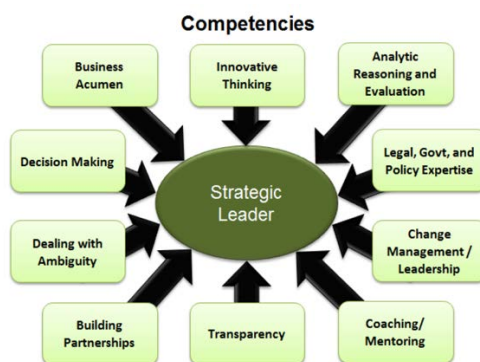 Competencies
Business
Acumen
Innovative
Thinking
Analytic
Reasoning and
Evaluation
Decision Making
Strategic
Leader
Legal, Govt, and
Policy Expertise
Dealing with
Ambiguity
Change
Management /
Leadership
Building
Partnerships
Transparency
Coaching/
Mentoring